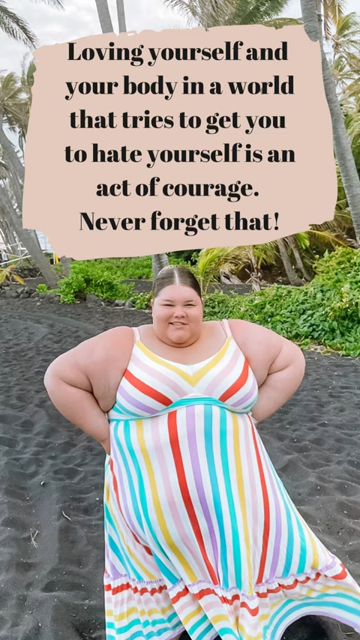 Loving yourself and
your body in a world
that tries to get you
to hate yourself is an
act of courage.
Never forget that!